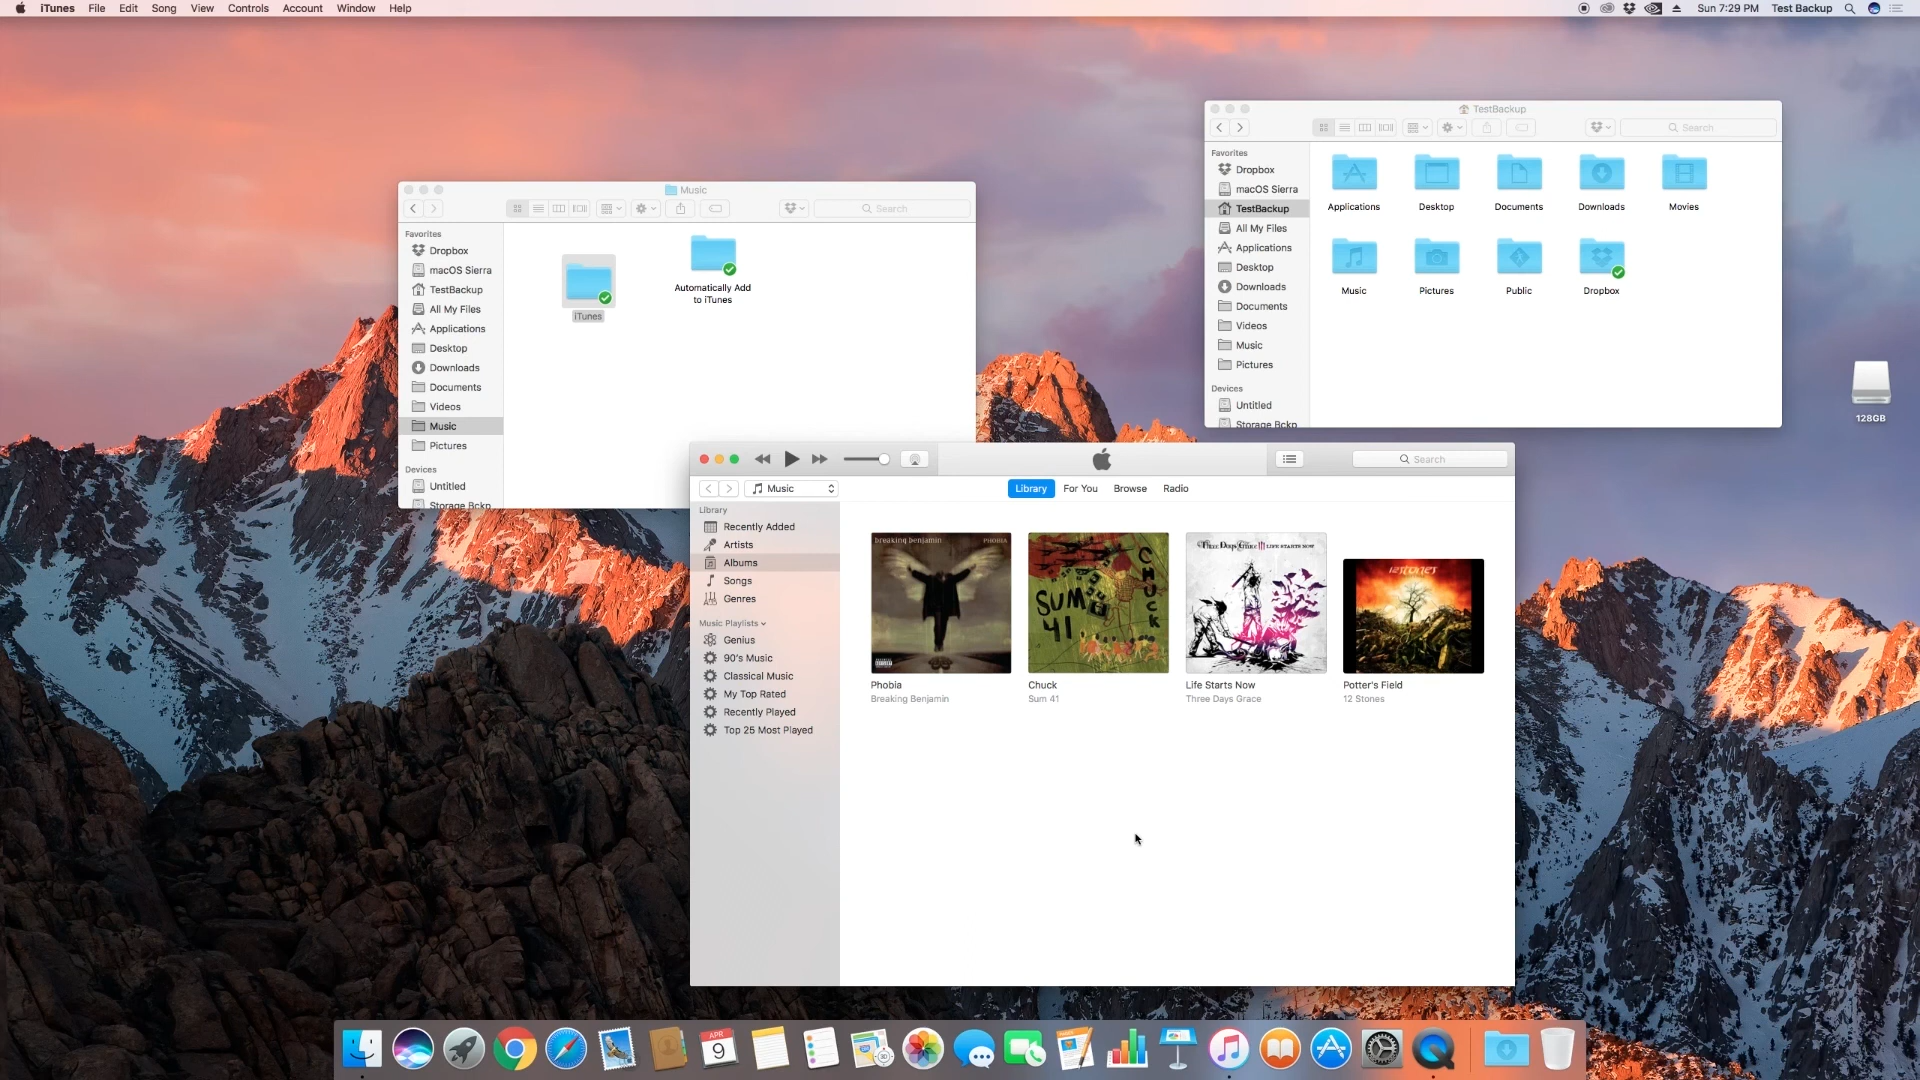 iTunes File Edit Song View Controls Account Window Help
Sun 7:29 PM Test Backup
Music
Search
Favorites
Dropbox
macOS Sierra
TestBackup
All My Files
Applications
Desktop
Downloads
Documents
Videos
Music
Pictures
Devices
Untitled
Storage Bckp
iTunes
Automatically Add
to iTunes
TestBackup
Search
Favorites
Dropbox
macOS Sierra
TestBackup
All My Files
Applications
Desktop
Downloads
Documents
Videos
Music
Pictures
Devices
Untitled
Storage Bckp
Applications
Desktop
Documents
Downloads
Movies
Music
Pictures
Public
Dropbox
128GB
Search
Music
Library For You Browse Radio
Library
Recently Added
Artists
Albums
Songs
Genres
Music Playlists
Genius
90's Music
Classical Music
My Top Rated
Recently Played
Top 25 Most Played
breaking benjamin PHOBIA
Phobia
Breaking Benjamin
SUM
41
CHUCK
Chuck
Sum 41
Three Days Grace LIFE STARTS NOW
Life Starts Now
Three Days Grace
12 STONES
Potter's Field
12 Stones
APR
9